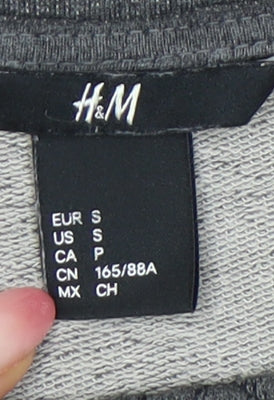 H&M
EUR S
US S
CA P
CN 165/88A
MX CH